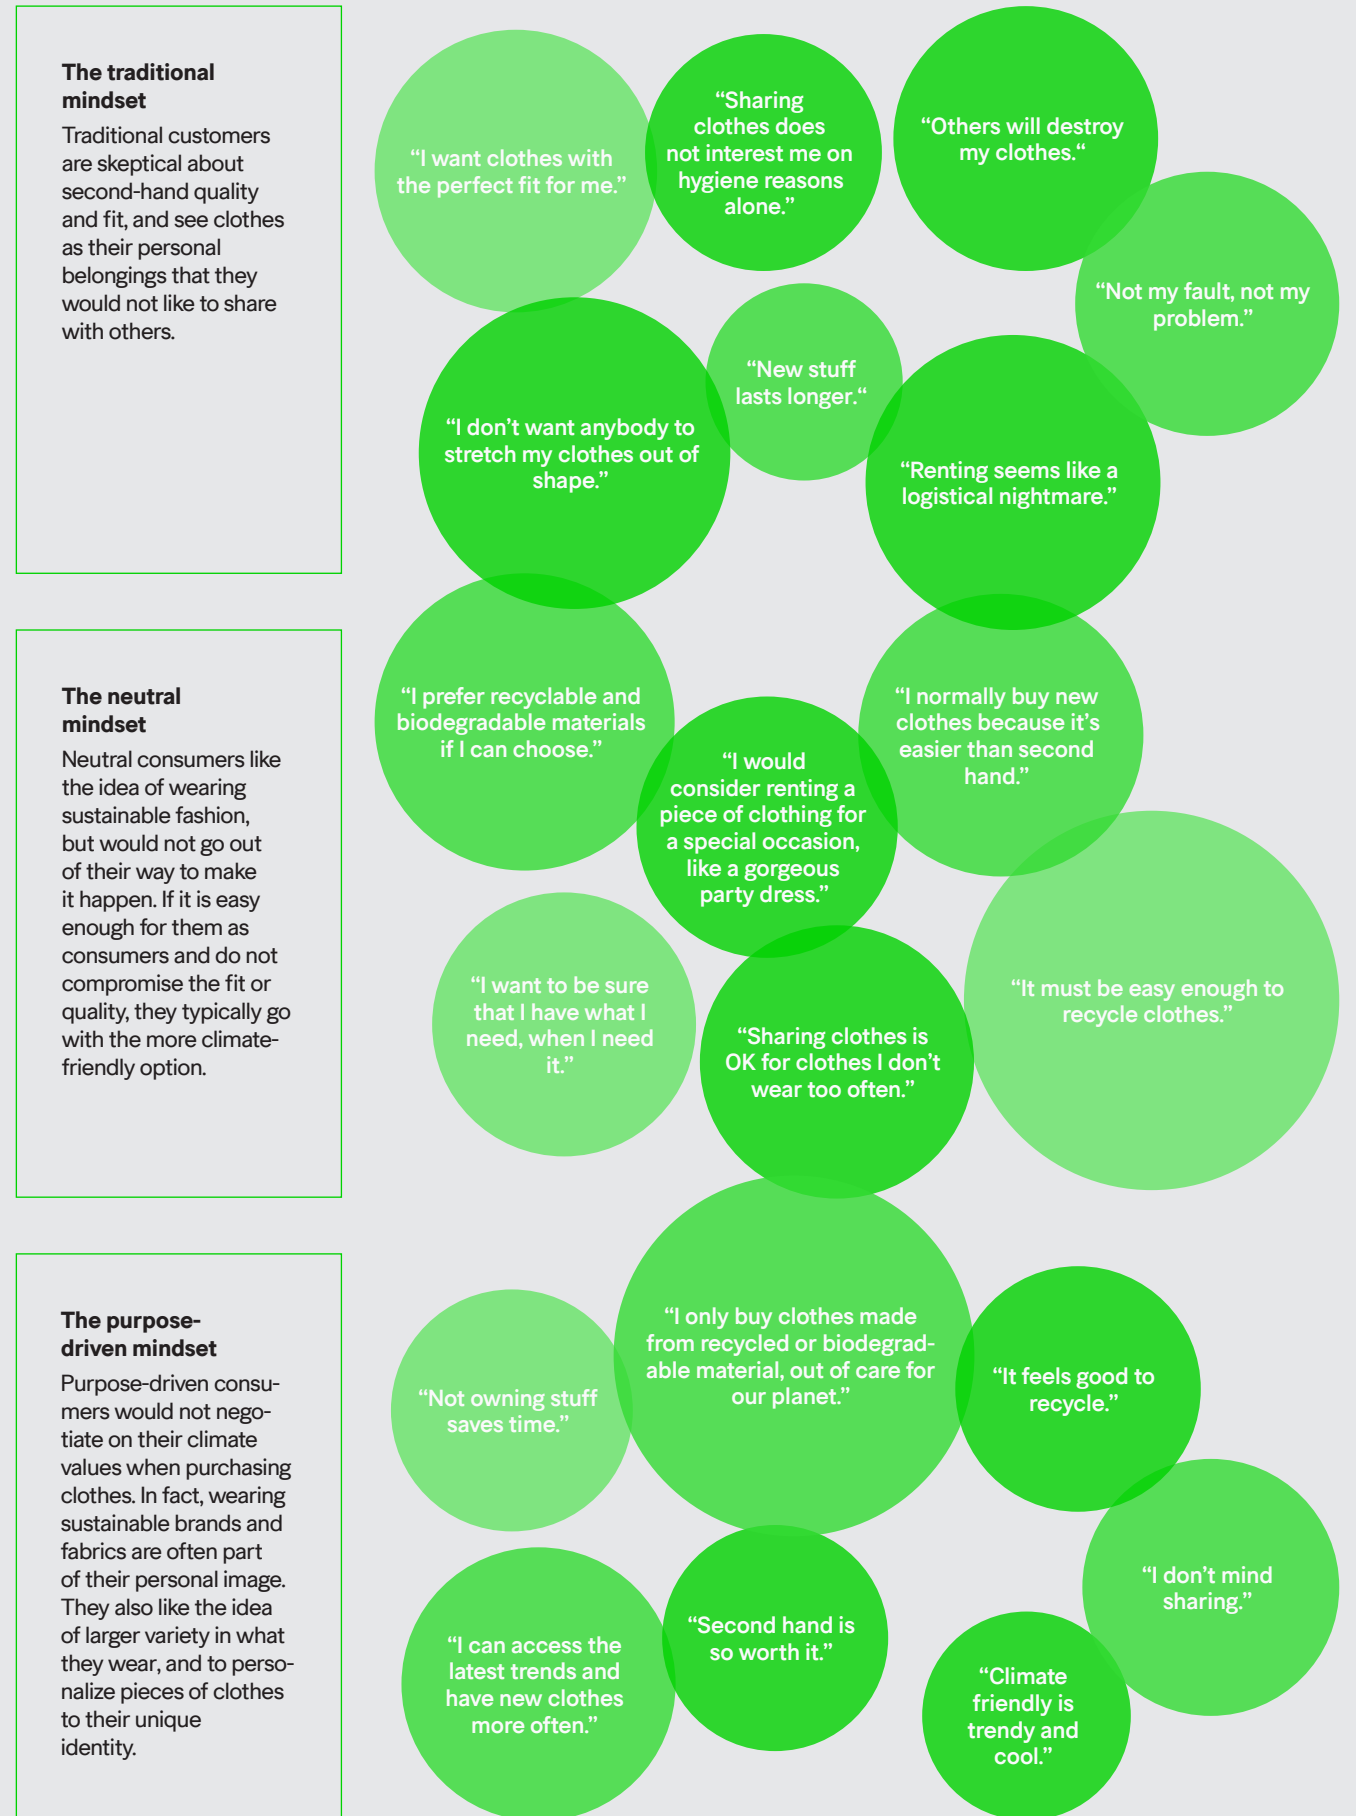 The traditional
mindset
Traditional customers
are skeptical about
second-hand quality
and fit, and see clothes
as their personal
belongings that they
would not like to share
with others.
“I want clothes with
the perfect fit for me.”
“Sharing
clothes does
not interest me on
hygiene reasons
alone.”
“Others will destroy
my clothes.“
“Not my fault, not my
problem.”
“New stuff
lasts longer.“
“I don’t want anybody to
stretch my clothes out of
shape.”
“Renting seems like a
logistical nightmare.”
The neutral
mindset
Neutral consumers like
the idea of wearing
sustainable fashion,
but would not go out
of their way to make
it happen. If it is easy
enough for them as
consumers and do not
compromise the fit or
quality, they typically go
with the more climate-
friendly option.
“I prefer recyclable and
biodegradable materials
if I can choose.”
“I would
consider renting a
piece of clothing for
a special occasion,
like a gorgeous
party dress.”
“I normally buy new
clothes because it’s
easier than second
hand.”
“I want to be sure
that I have what I
need, when I need
it.”
“Sharing clothes is
OK for clothes I don’t
wear too often.”
“It must be easy enough to
recycle clothes.”
The purpose-
driven mindset
Purpose-driven consu-
mers would not nego-
tiate on their climate
values when purchasing
clothes. In fact, wearing
sustainable brands and
fabrics are often part
of their personal image.
They also like the idea
of larger variety in what
they wear, and to perso-
nalize pieces of clothes
to their unique
identity.
“Not owning stuff
saves time.”
“I only buy clothes made
from recycled or biodegrad-
able material, out of care for
our planet.”
“It feels good to
recycle.”
“I don’t mind
sharing.”
“I can access the
latest trends and
have new clothes
more often.”
“Second hand is
so worth it.”
“Climate
friendly is
trendy and
cool.”